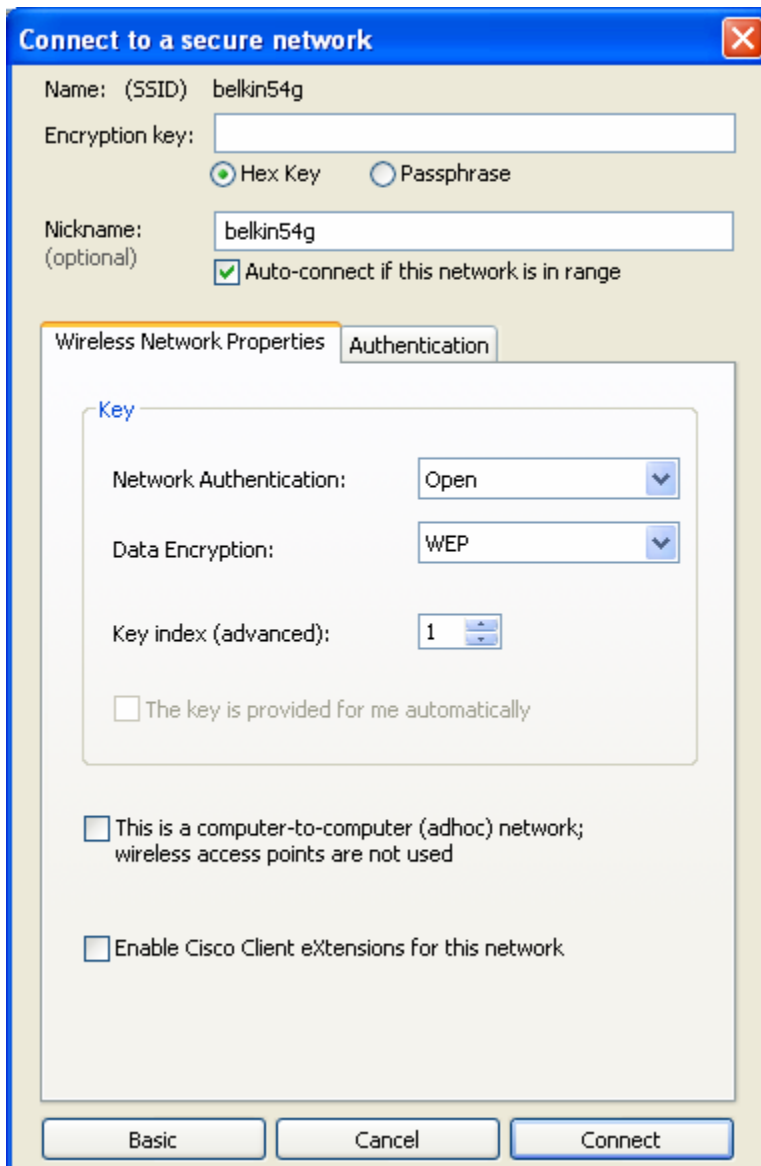 Connect to a secure network
Name: (SSID) belkin54g
Encryption key:
Hex Key Passphrase
Nickname: belkin54g
(optional)
Auto-connect if this network is in range
Wireless Network Properties Authentication
Key
Network Authentication: Open
Data Encryption: WEP
Key index (advanced): 1
The key is provided for me automatically
This is a computer-to-computer (adhoc) network;
wireless access points are not used
Enable Cisco Client eXtensions for this network
Basic Cancel Connect